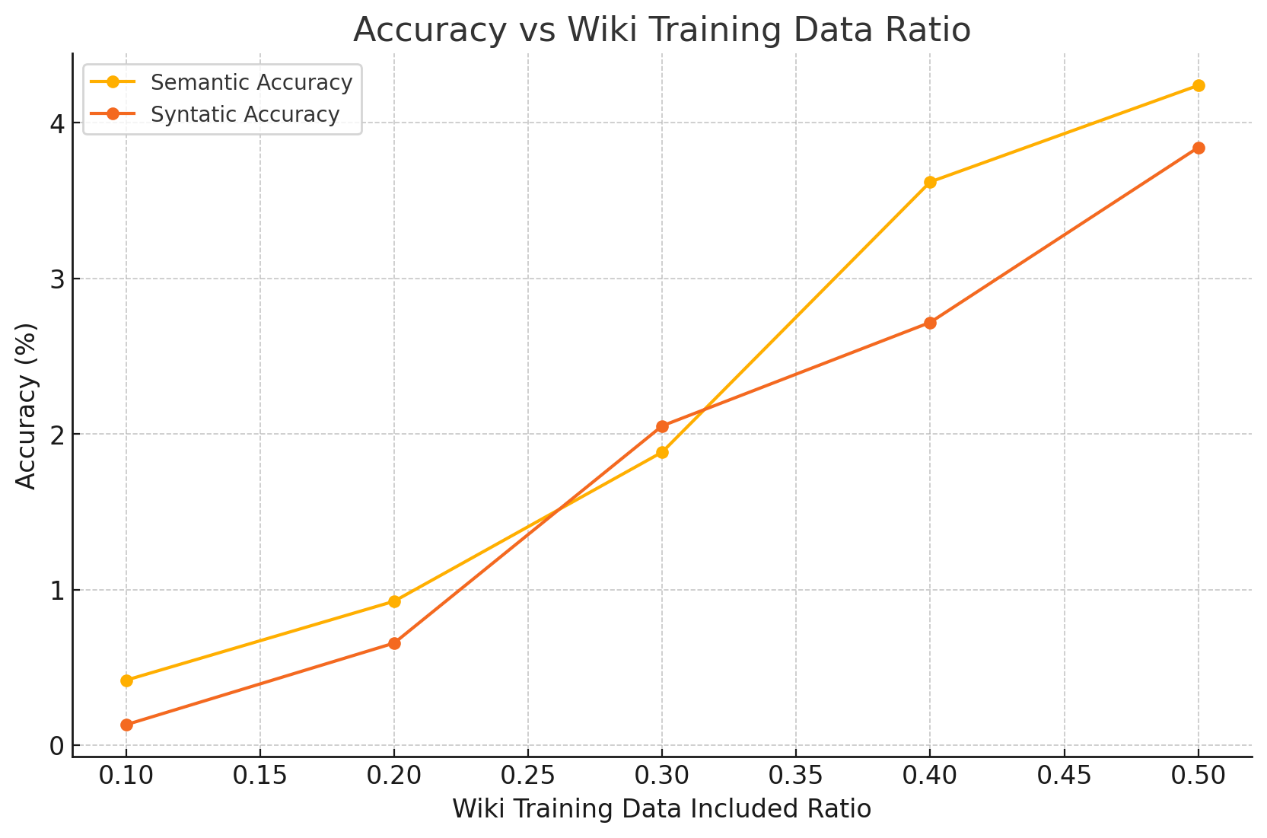 Accuracy vs Wiki Training Data Ratio
Semantic Accuracy
Syntatic Accuracy
4
3
2
1
0
Accuracy (%)
0.10 0.15 0.20 0.25 0.30 0.35 0.40 0.45 0.50
Wiki Training Data Included Ratio